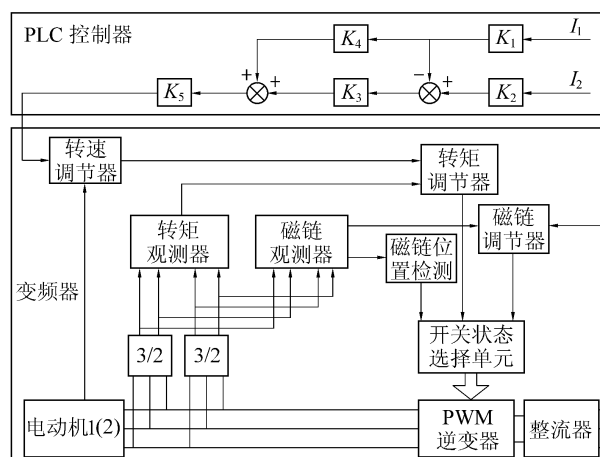 PLC 控制器
K4
K1
I1
+
+
−
+
K5
K3
K2
I2
转速
调节器
转矩
调节器
转矩
观测器
磁链
观测器
磁链
调节器
磁链位
置检测
变频器
3/2
3/2
开关状态
选择单元
电动机1(2)
PWM
逆变器
整流器